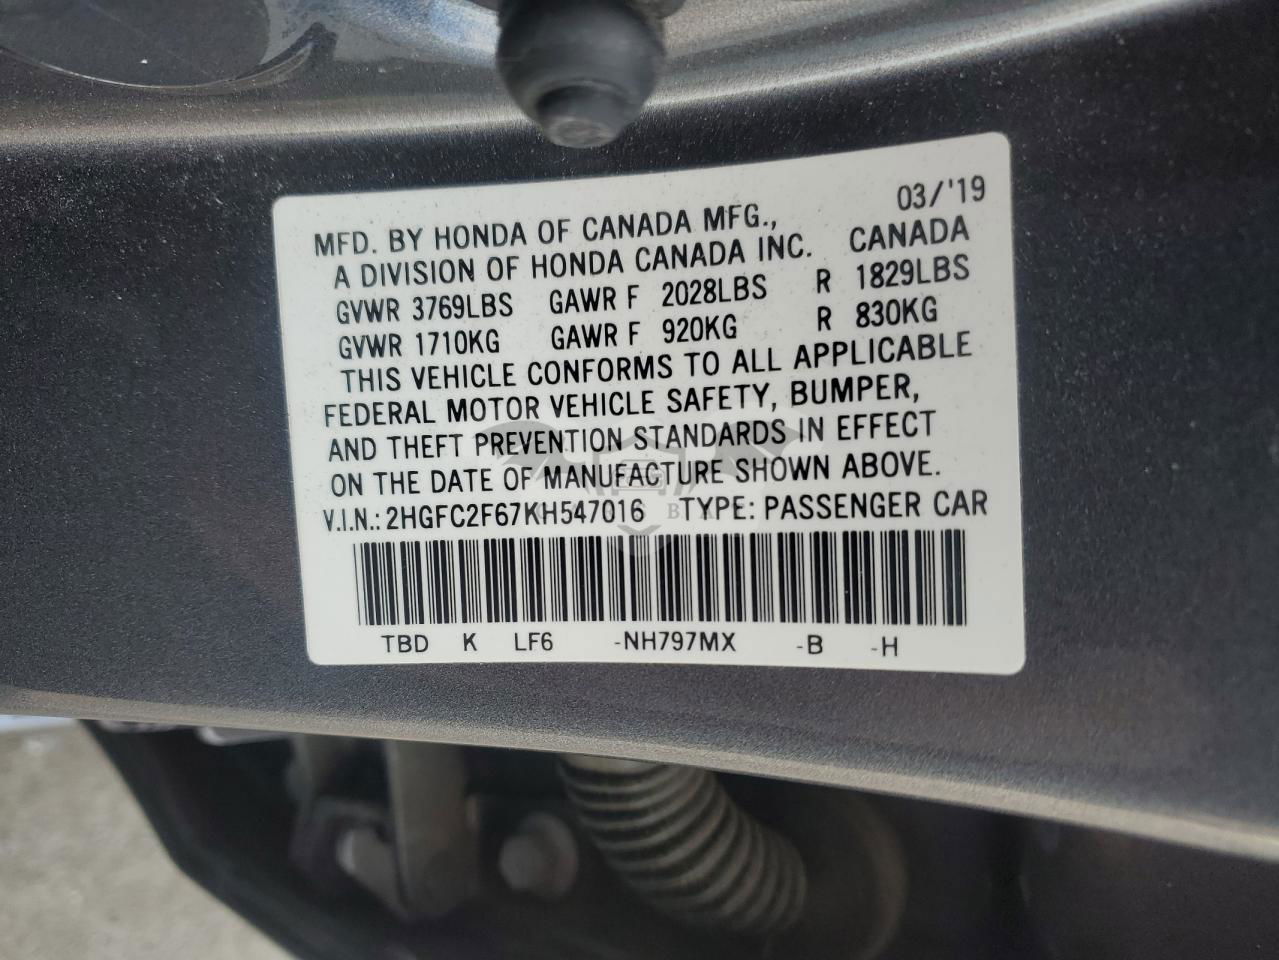 03/'19
MFD. BY HONDA OF CANADA MFG.,
A DIVISION OF HONDA CANADA INC. CANADA
GVWR 3769LBS GAWR F 2028LBS R 1829LBS
GVWR 1710KG GAWR F 920KG R 830KG
THIS VEHICLE CONFORMS TO ALL APPLICABLE
FEDERAL MOTOR VEHICLE SAFETY, BUMPER,
AND THEFT PREVENTION STANDARDS IN EFFECT
ON THE DATE OF MANUFACTURE SHOWN ABOVE.
V.I.N.: 2HGFC2F67KH547016 TYPE: PASSENGER CAR
TBD K LF6 -NH797MX -B -H